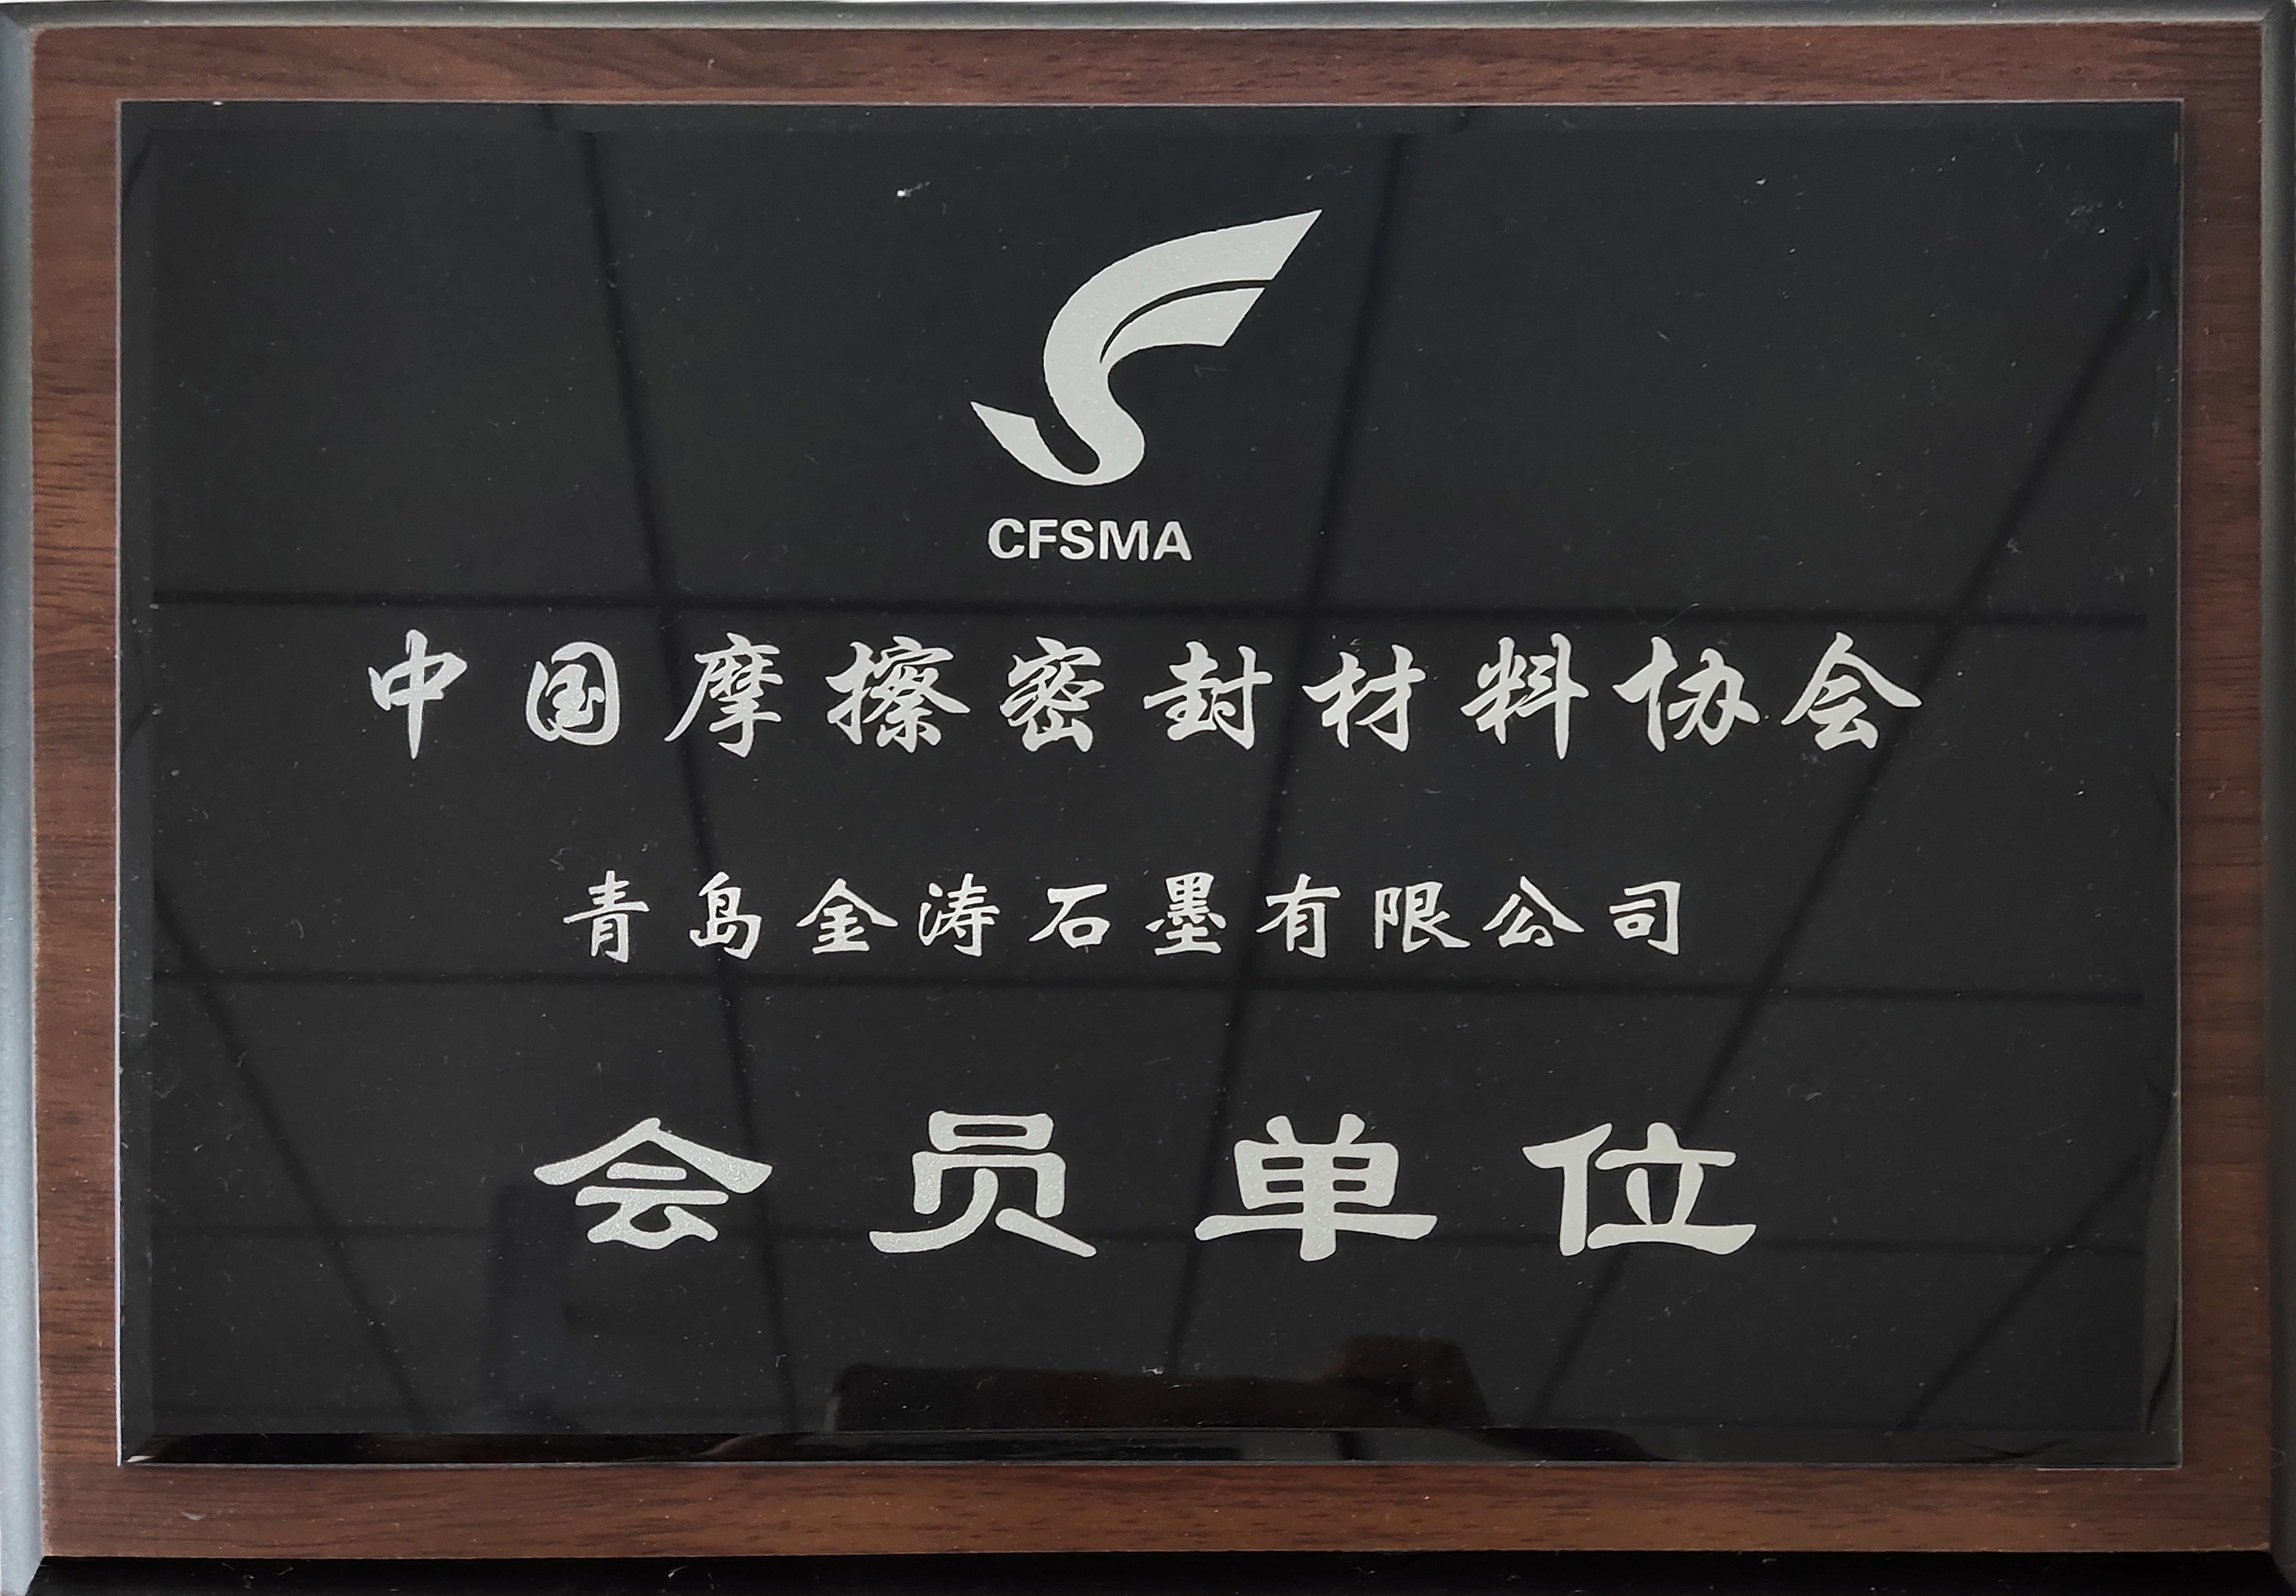 CFSMA
中国摩擦密封材料协会
青岛金涛石墨有限公司
会员单位